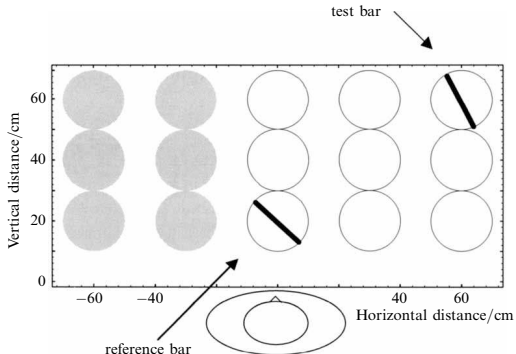 test bar
Vertical distance/cm
60
40
20
0
−60
−40
40
60
Horizontal distance/cm
reference bar